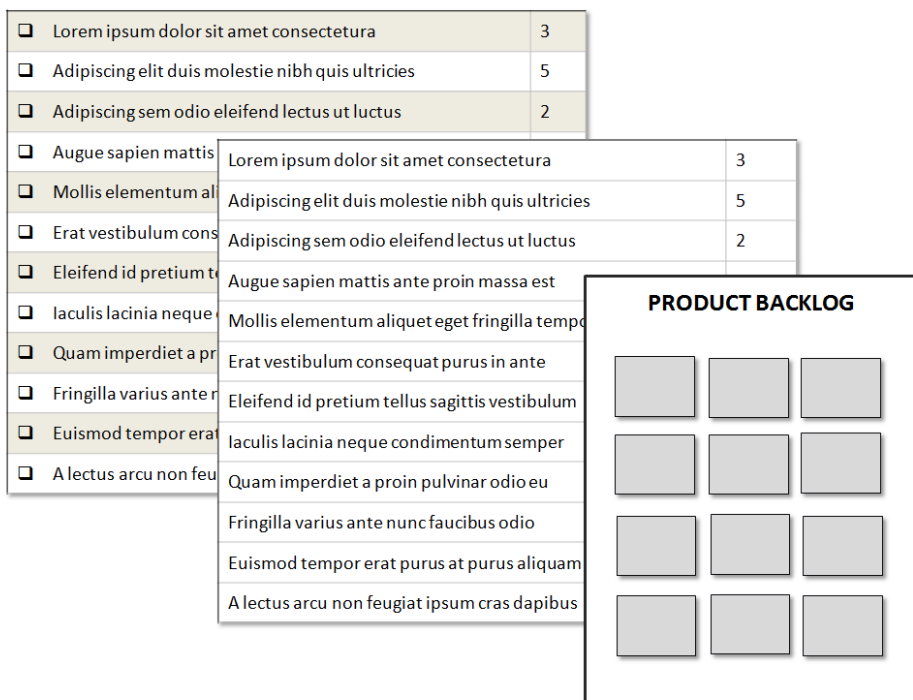 Lorem ipsum dolor sit amet consectetura 3
Adipiscing elit duis molestie nibh quis ultricies 5
Adipiscing sem odio eleifend lectus ut luctus 2
Augue sapien mattis
Mollis elementum
Erat vestibulum
Eleifend id pretium
Iaculis lacinia neque
Quam imperdiet a
Fringilla varius ante
Euismod tempor erat
A lectus arcu non
Lorem ipsum dolor sit amet consectetura 3
Adipiscing elit duis molestie nibh quis ultricies 5
Adipiscing sem odio eleifend lectus ut luctus 2
Augue sapien mattis ante proin massa est
Mollis elementum aliquet eget fringilla
Erat vestibulum consequat purus in ante
Eleifend id pretium tellus sagittis vestibulum
Iaculis lacinia neque condimentum semper
Quam imperdiet a proin pulvinar odio eu
Fringilla varius ante nunc faucibus odio
Euismod tempor erat purus at purus aliquam
A lectus arcu non feugiat ipsum cras dapibus
PRODUCT BACKLOG